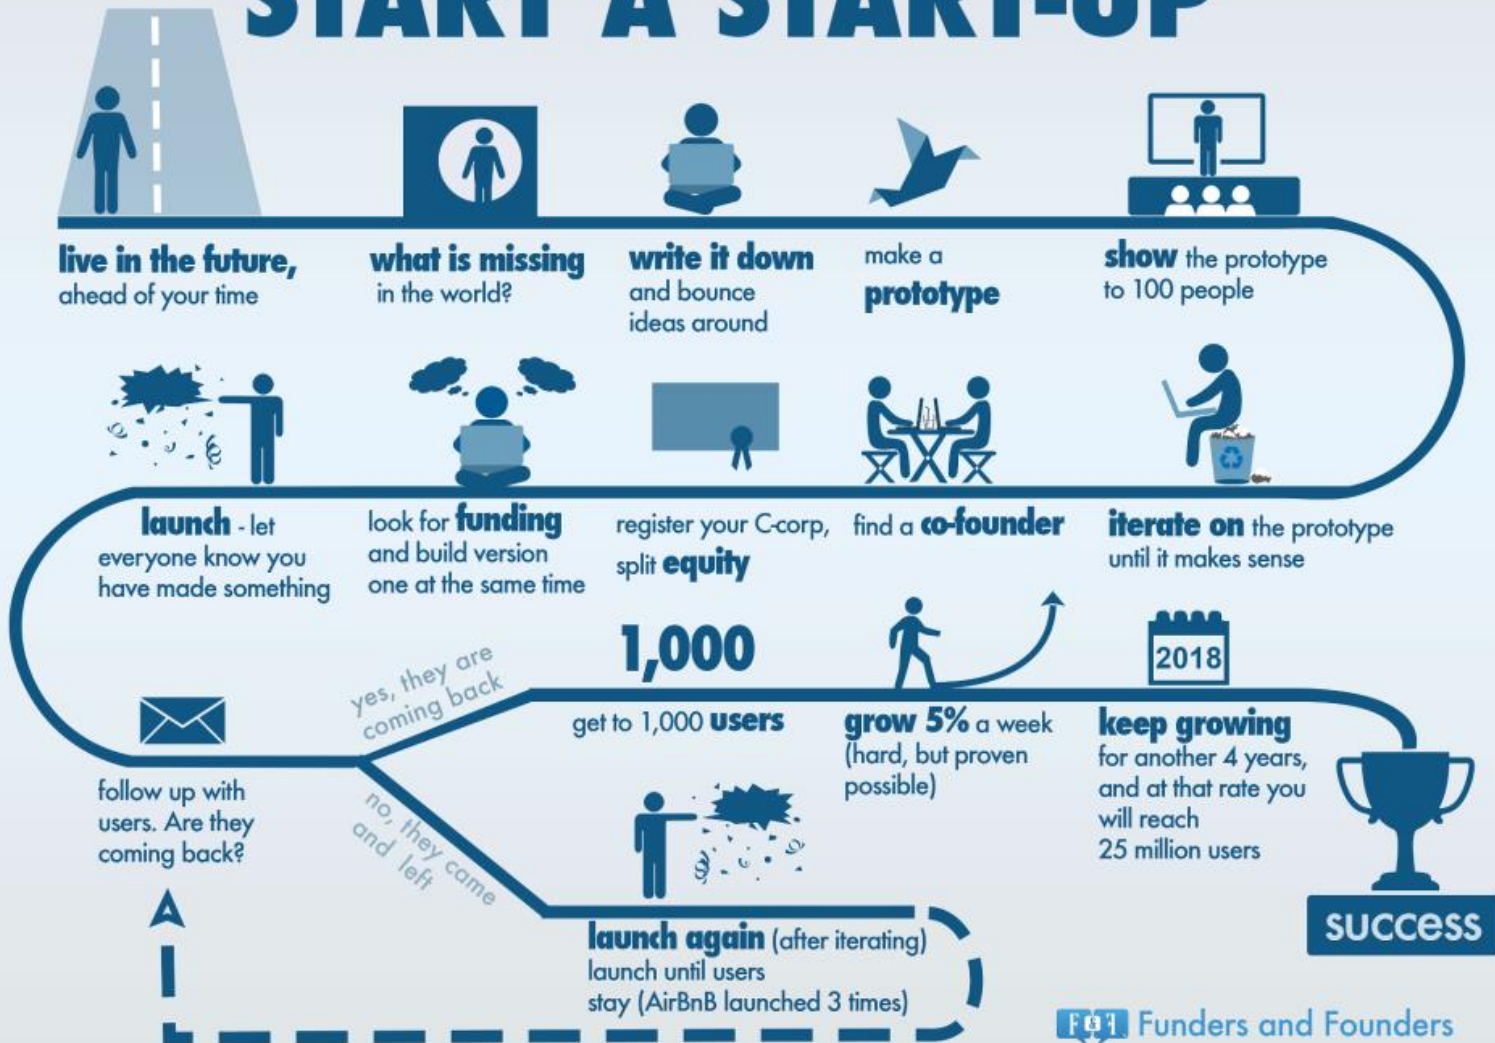 START A START-UP
live in the future,
ahead of your time
what is missing
in the world?
write it down
and bounce
ideas around
make a
prototype
show the prototype
to 100 people
launch - let
everyone know you
have made something
look for funding
and build version
one at the same time
register your C-corp,
split equity
find a co-founder
iterate on the prototype
until it makes sense
follow up with
users. Are they
coming back?
yes, they are
coming back
no, they came
and left
1,000
get to 1,000 users
grow 5% a week
(hard, but proven
possible)
2018
keep growing
for another 4 years,
and at that rate you
will reach
25 million users
launch again (after iterating)
launch until users
stay (AirBnB launched 3 times)
success
F&F Funders and Founders